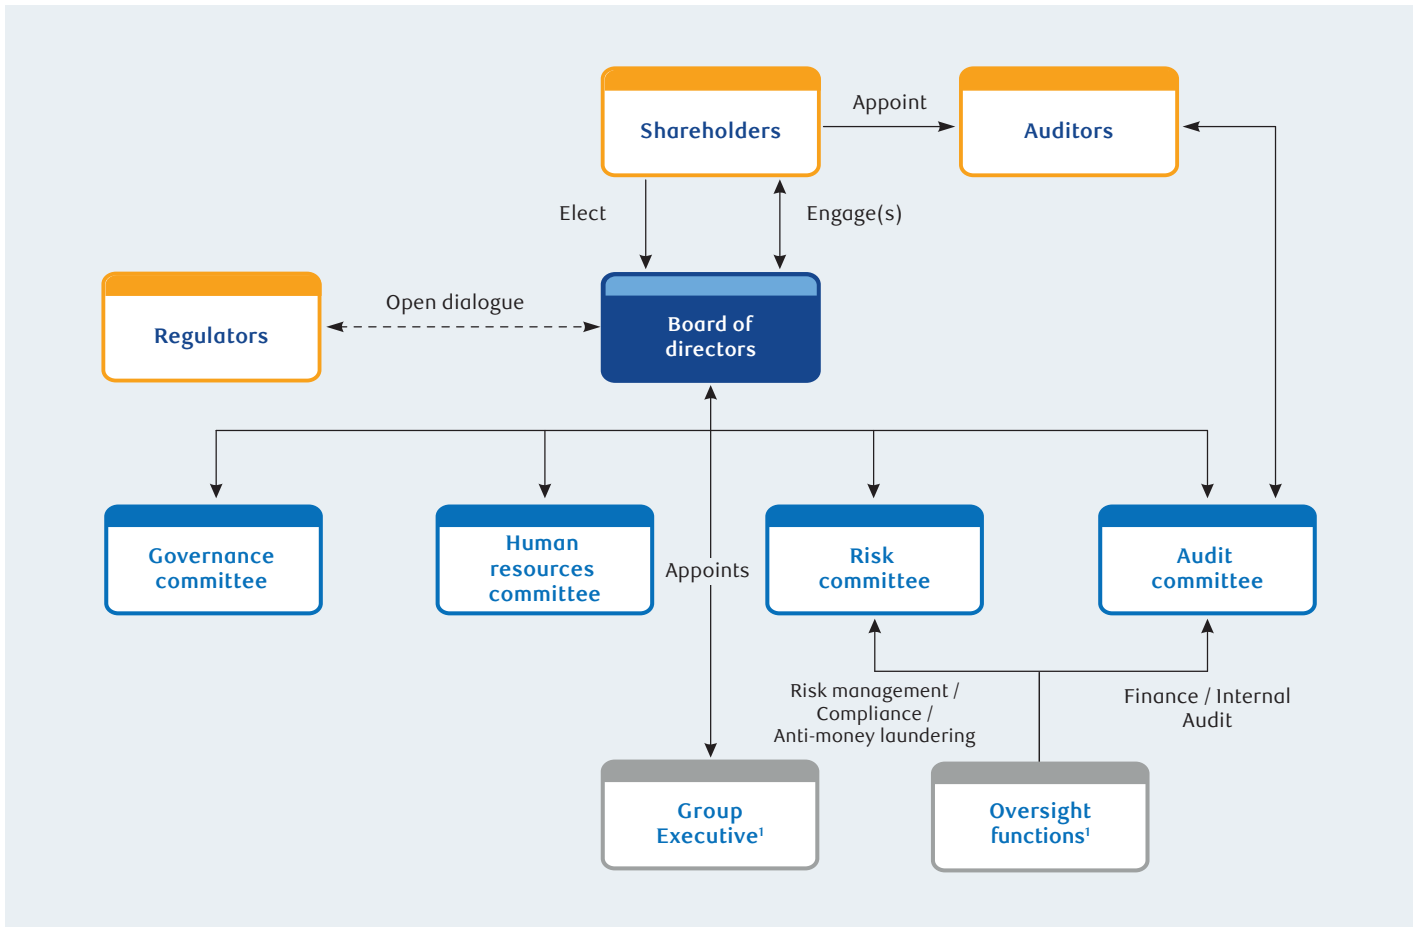 Shareholders
Appoint
Auditors
Elect
Engage(s)
Regulators
Open dialogue
Board of
directors
Governance
committee
Human
resources
committee
Appoints
Risk
committee
Audit
committee
Risk management /
Compliance /
Anti-money laundering
Finance / Internal
Audit
Group
Executive¹
Oversight
functions¹